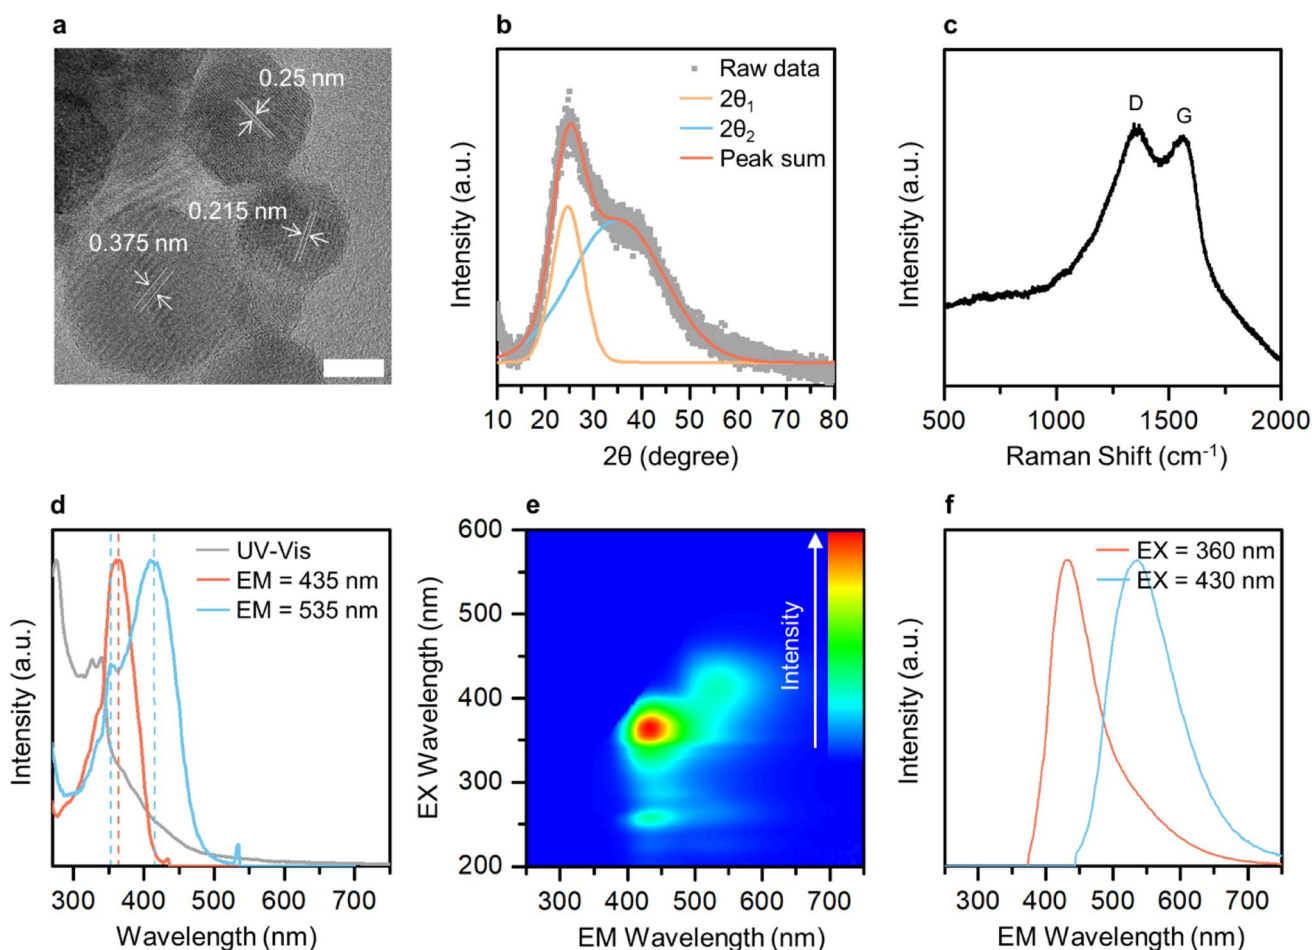 a
0.25 nm
0.215 nm
0.375 nm
b
Raw data
2θ₁
2θ₂
Peak sum
Intensity (a.u.)
10 20 30 40 50 60 70 80
2θ (degree)
c
D
G
Intensity (a.u.)
500 1000 1500 2000
Raman Shift (cm⁻¹)
d
UV-Vis
EM = 435 nm
EM = 535 nm
Intensity (a.u.)
300 400 500 600 700
Wavelength (nm)
e
600
500
400
300
200
EX Wavelength (nm)
Intensity
300 400 500 600 700
EM Wavelength (nm)
f
EX = 360 nm
EX = 430 nm
Intensity (a.u.)
300 400 500 600 700
EM Wavelength (nm)